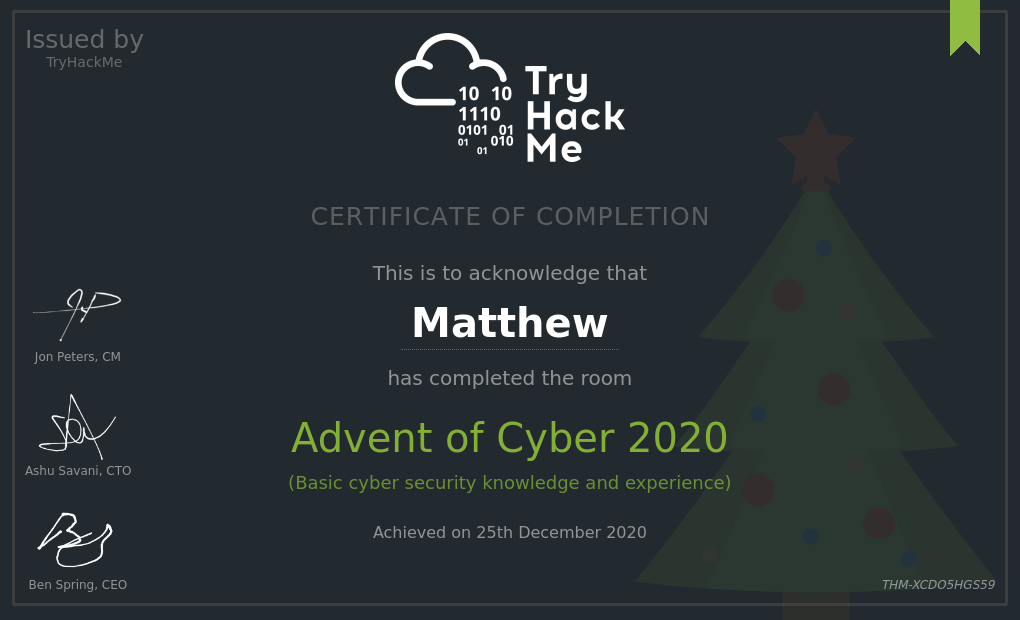 Issued by
TryHackMe
10 10
1110
0101 01
01 010
01
Try
Hack
Me
CERTIFICATE OF COMPLETION
This is to acknowledge that
Matthew
has completed the room
Advent of Cyber 2020
(Basic cyber security knowledge and experience)
Achieved on 25th December 2020
Jon Peters, CM
Ashu Savani, CTO
Ben Spring, CEO
THM-XCDO5HGS59